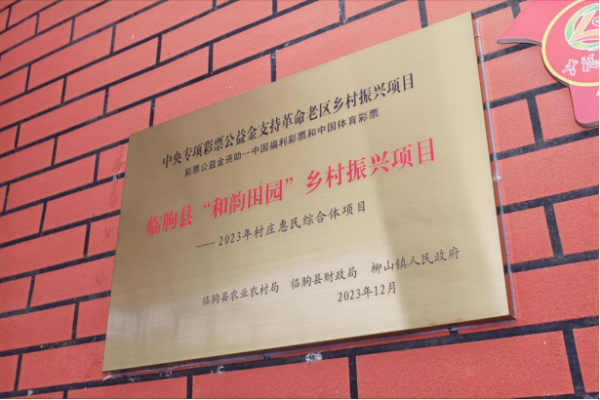 中央专项彩票公益金支持革命老区乡村振兴项目
彩票公益金资助--中国福利彩票和中国体育彩票
临朐县“和韵田园”乡村振兴项目
——2023年村庄惠民综合体项目
临朐县农业农村局 临朐县财政局 柳山镇人民政府
2023年12月